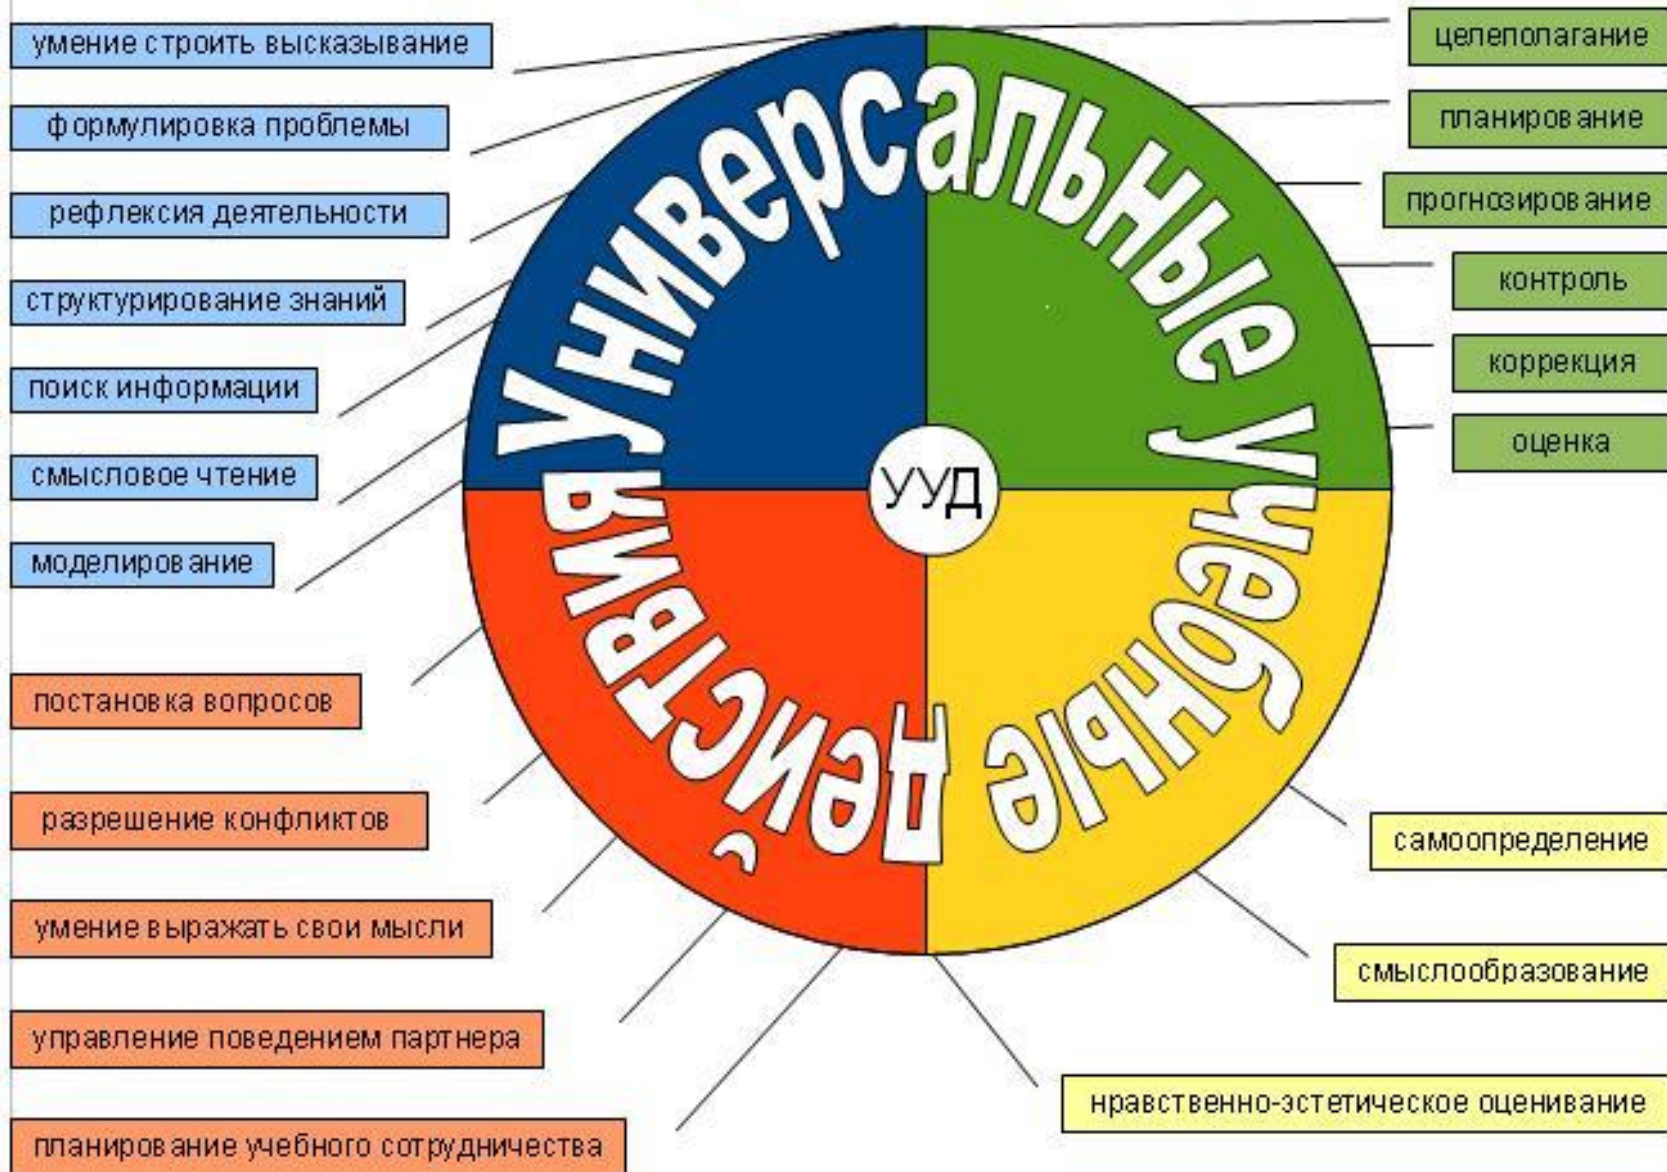 умение строить высказывание
формулировка проблемы
рефлексия деятельности
структурирование знаний
поиск информации
смысловое чтение
моделирование
постановка вопросов
разрешение конфликтов
умение выражать свои мысли
управление поведением партнера
планирование учебного сотрудничества
Универсальные учебные действия
УУД
целеполагание
планирование
прогнозирование
контроль
коррекция
оценка
самоопределение
смыслообразование
нравственно-эстетическое оценивание